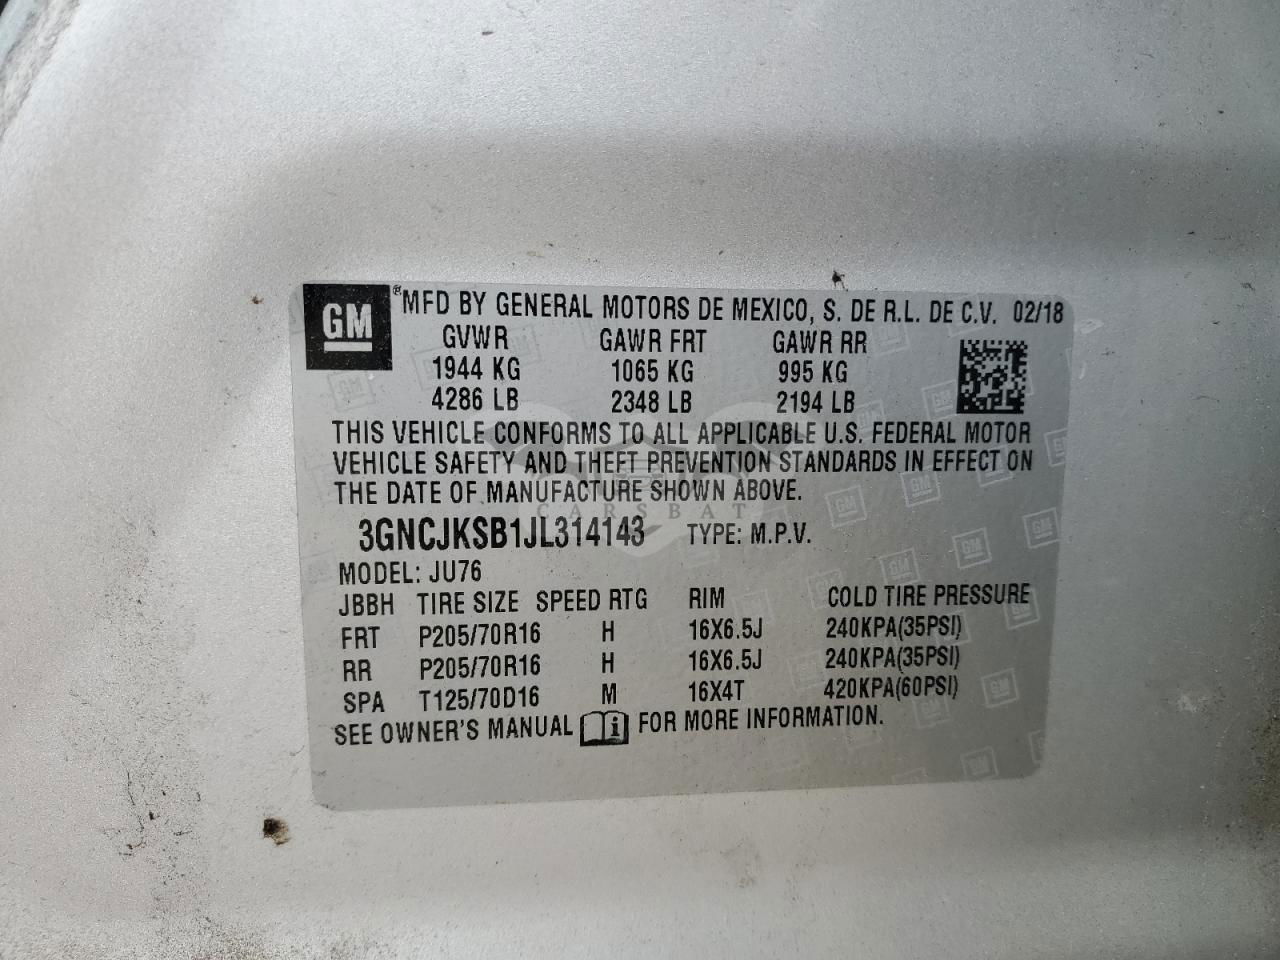 GM ® MFD BY GENERAL MOTORS DE MEXICO, S. DE R.L. DE C.V. 02/18
GVWR GAWR FRT GAWR RR
1944 KG 1065 KG 995 KG
4286 LB 2348 LB 2194 LB
THIS VEHICLE CONFORMS TO ALL APPLICABLE U.S. FEDERAL MOTOR
VEHICLE SAFETY AND THEFT PREVENTION STANDARDS IN EFFECT ON
THE DATE OF MANUFACTURE SHOWN ABOVE.
CARSBAT
3GNCJKSB1JL314143 TYPE: M.P.V.
MODEL: JU76
JBBH TIRE SIZE SPEED RTG RIM COLD TIRE PRESSURE
FRT P205/70R16 H 16X6.5J 240KPA(35PSI)
RR P205/70R16 H 16X6.5J 240KPA(35PSI)
SPA T125/70D16 M 16X4T 420KPA(60PSI)
SEE OWNER'S MANUAL i FOR MORE INFORMATION.